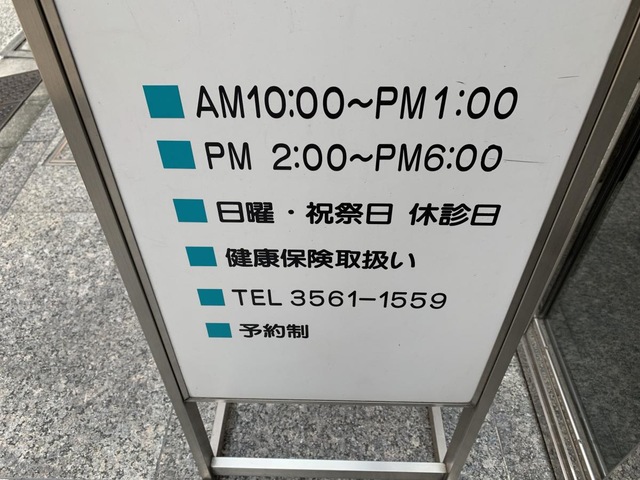 AM10:00〜PM1:00
PM 2:00〜PM6:00
日曜・祝祭日 休診日
健康保険取扱い
TEL 3561-1559
予約制